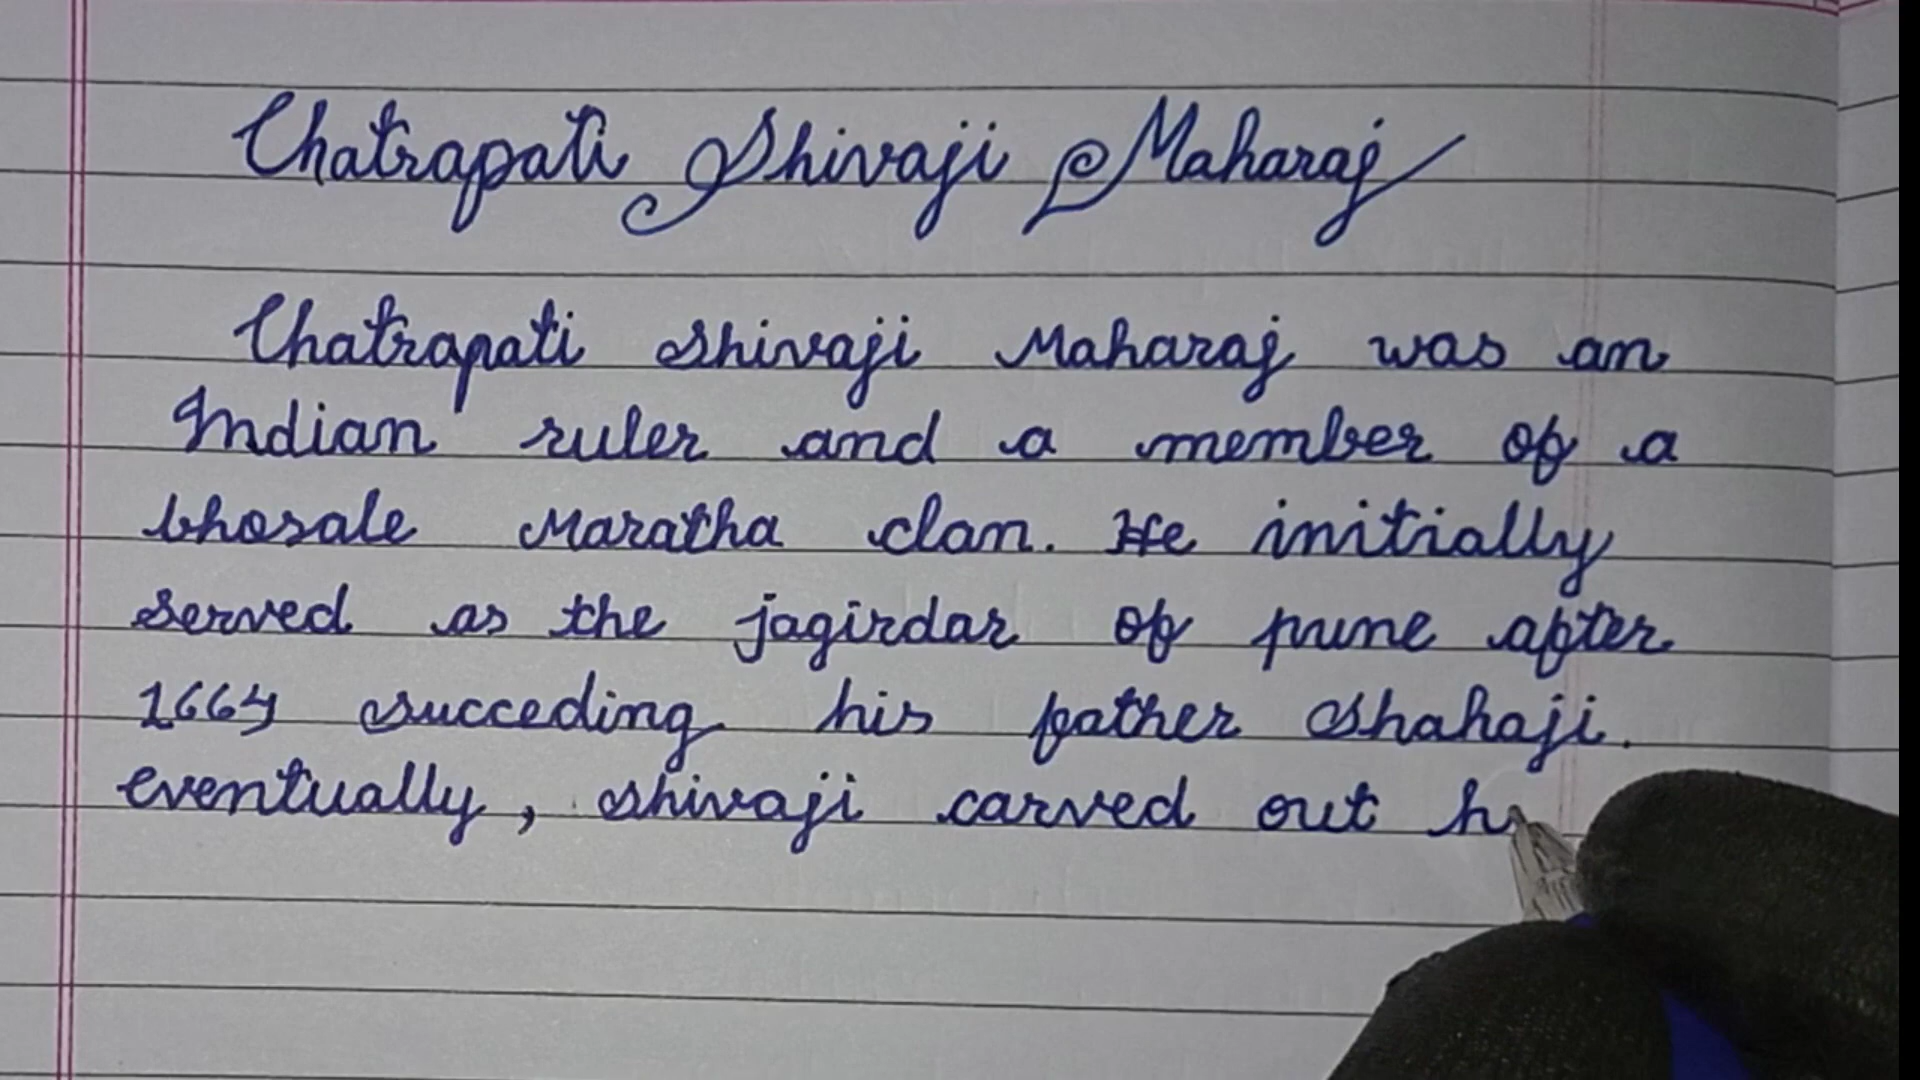 Chatrapati Shivaji Maharaj
Chatrapati shivaji Maharaj was an
Indian ruler and a member of a
bhosale Maratha clan. He initially
served as the jagirdar of pune after
1664 succeding his father Shahaji.
eventually, shivaji carved out